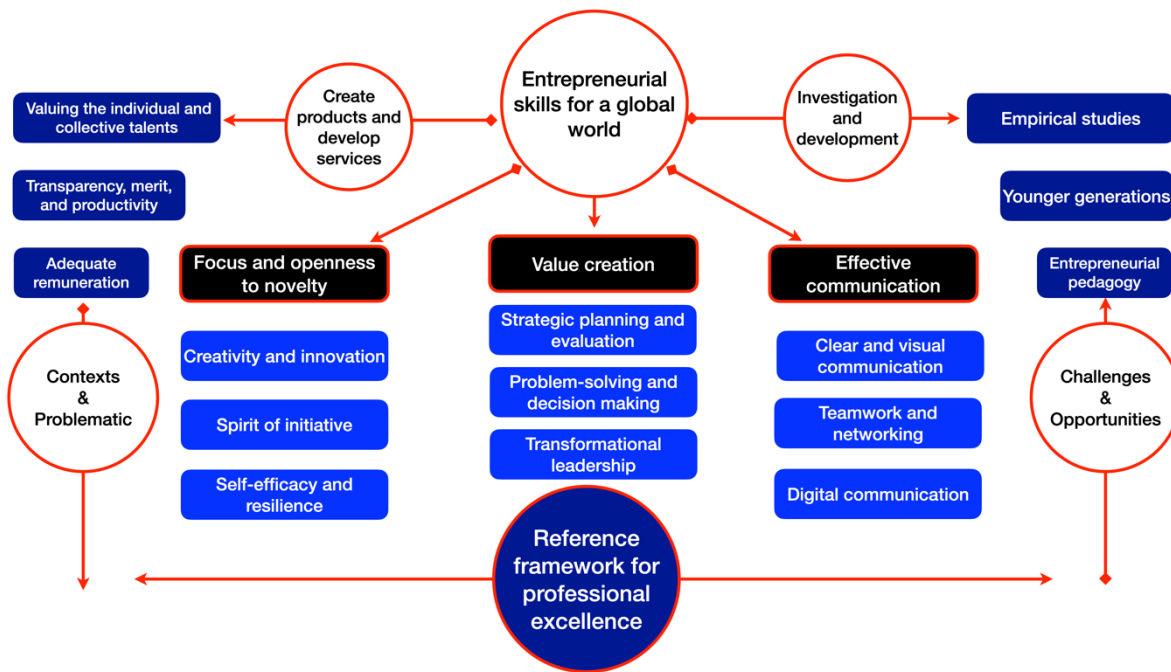 Entrepreneurial
skills for a global
world
Create
products and
develop
services
Investigation
and
development
Valuing the individual and
collective talents
Empirical studies
Transparency, merit,
and productivity
Younger generations
Adequate
remuneration
Focus and openness
to novelty
Value creation
Effective
communication
Entrepreneurial
pedagogy
Contexts
&
Problematic
Creativity and innovation
Spirit of initiative
Self-efficacy and
resilience
Strategic planning and
evaluation
Problem-solving and
decision making
Transformational
leadership
Clear and visual
communication
Teamwork and
networking
Digital communication
Challenges
&
Opportunities
Reference
framework for
professional
excellence